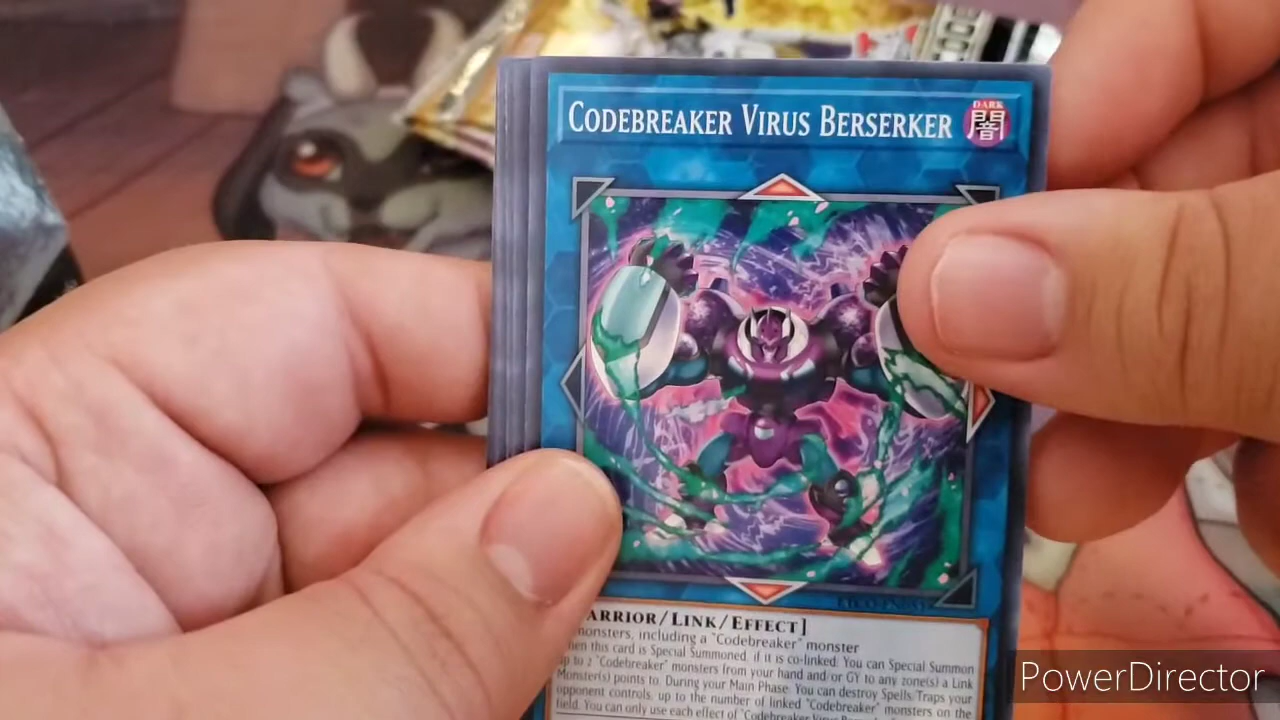 CODEBREAKER VIRUS BERSERKER
DARK
闇
ARRIOR/LINK/EFFECT]
monsters, including a "Codebreaker" monster
hen this card is Special Summoned, if it is co-linked: You can Special Summon
up to 2 "Codebreaker" monsters from your hand and/or GY to any zone(s) a Link
Monster(s) points to. During your Main Phase: You can destroy Spells/Traps your
opponent controls, up to the number of linked "Codebreaker" monsters on the
field. You can only use each effect of "Codebreaker Virus
PowerDirector